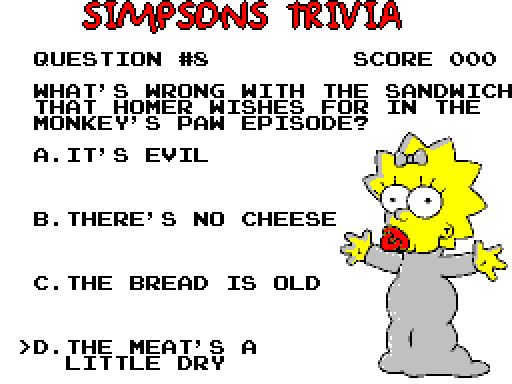 SIMPSONS TRIVIA
QUESTION #8 SCORE 000
WHAT'S WRONG WITH THE SANDWICH
THAT HOMER WISHES FOR IN THE
MONKEY'S PAW EPISODE?
A.IT'S EVIL
B.THERE'S NO CHEESE
C.THE BREAD IS OLD
>D.THE MEAT'S A
LITTLE DRY